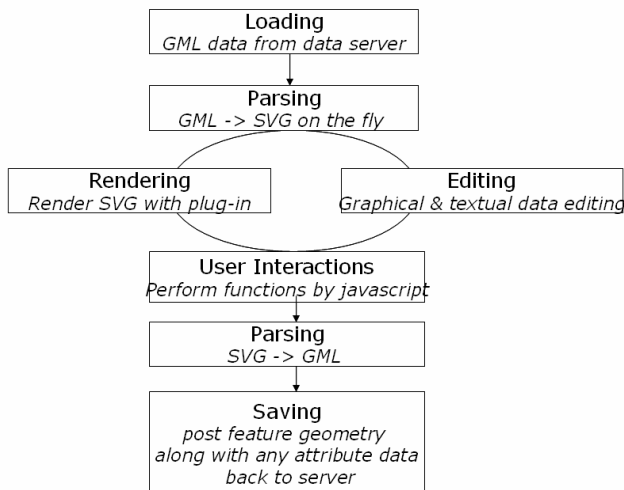 Loading
GML data from data server
Parsing
GML -> SVG on the fly
Rendering
Render SVG with plug-in
Editing
Graphical & textual data editing
User Interactions
Perform functions by javascript
Parsing
SVG -> GML
Saving
post feature geometry
along with any attribute data
back to server